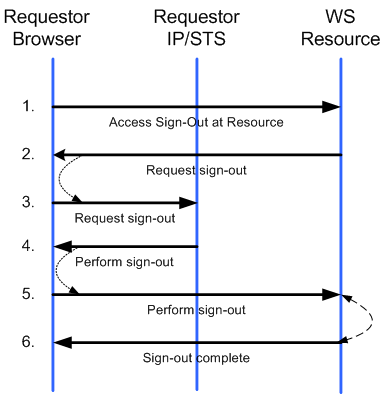 Requestor
Browser
Requestor
IP/STS
WS
Resource
1.
Access Sign-Out at Resource
2.
Request sign-out
3.
Request sign-out
4.
Perform sign-out
5.
Perform sign-out
6.
Sign-out complete